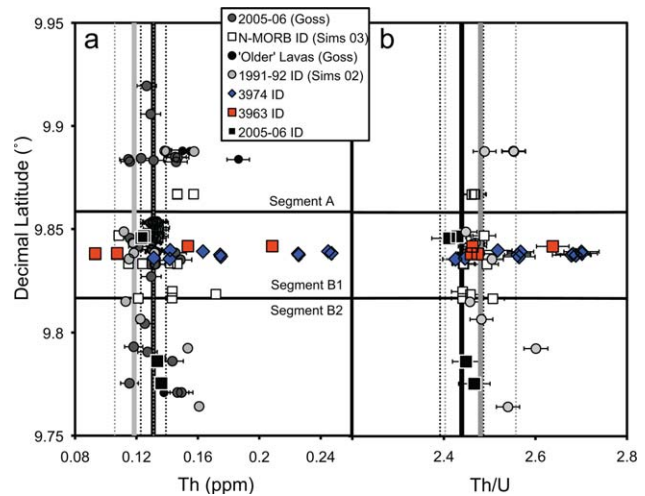 a
b
2005-06 (Goss)
N-MORB ID (Sims 03)
'Older' Lavas (Goss)
1991-92 ID (Sims 02)
3974 ID
3963 ID
2005-06 ID
Decimal Latitude (°)
9.95
9.9
9.85
9.8
9.75
Segment A
Segment B1
Segment B2
0.08 0.12 0.16 0.2 0.24
2.4 2.6 2.8
Th (ppm)
Th/U